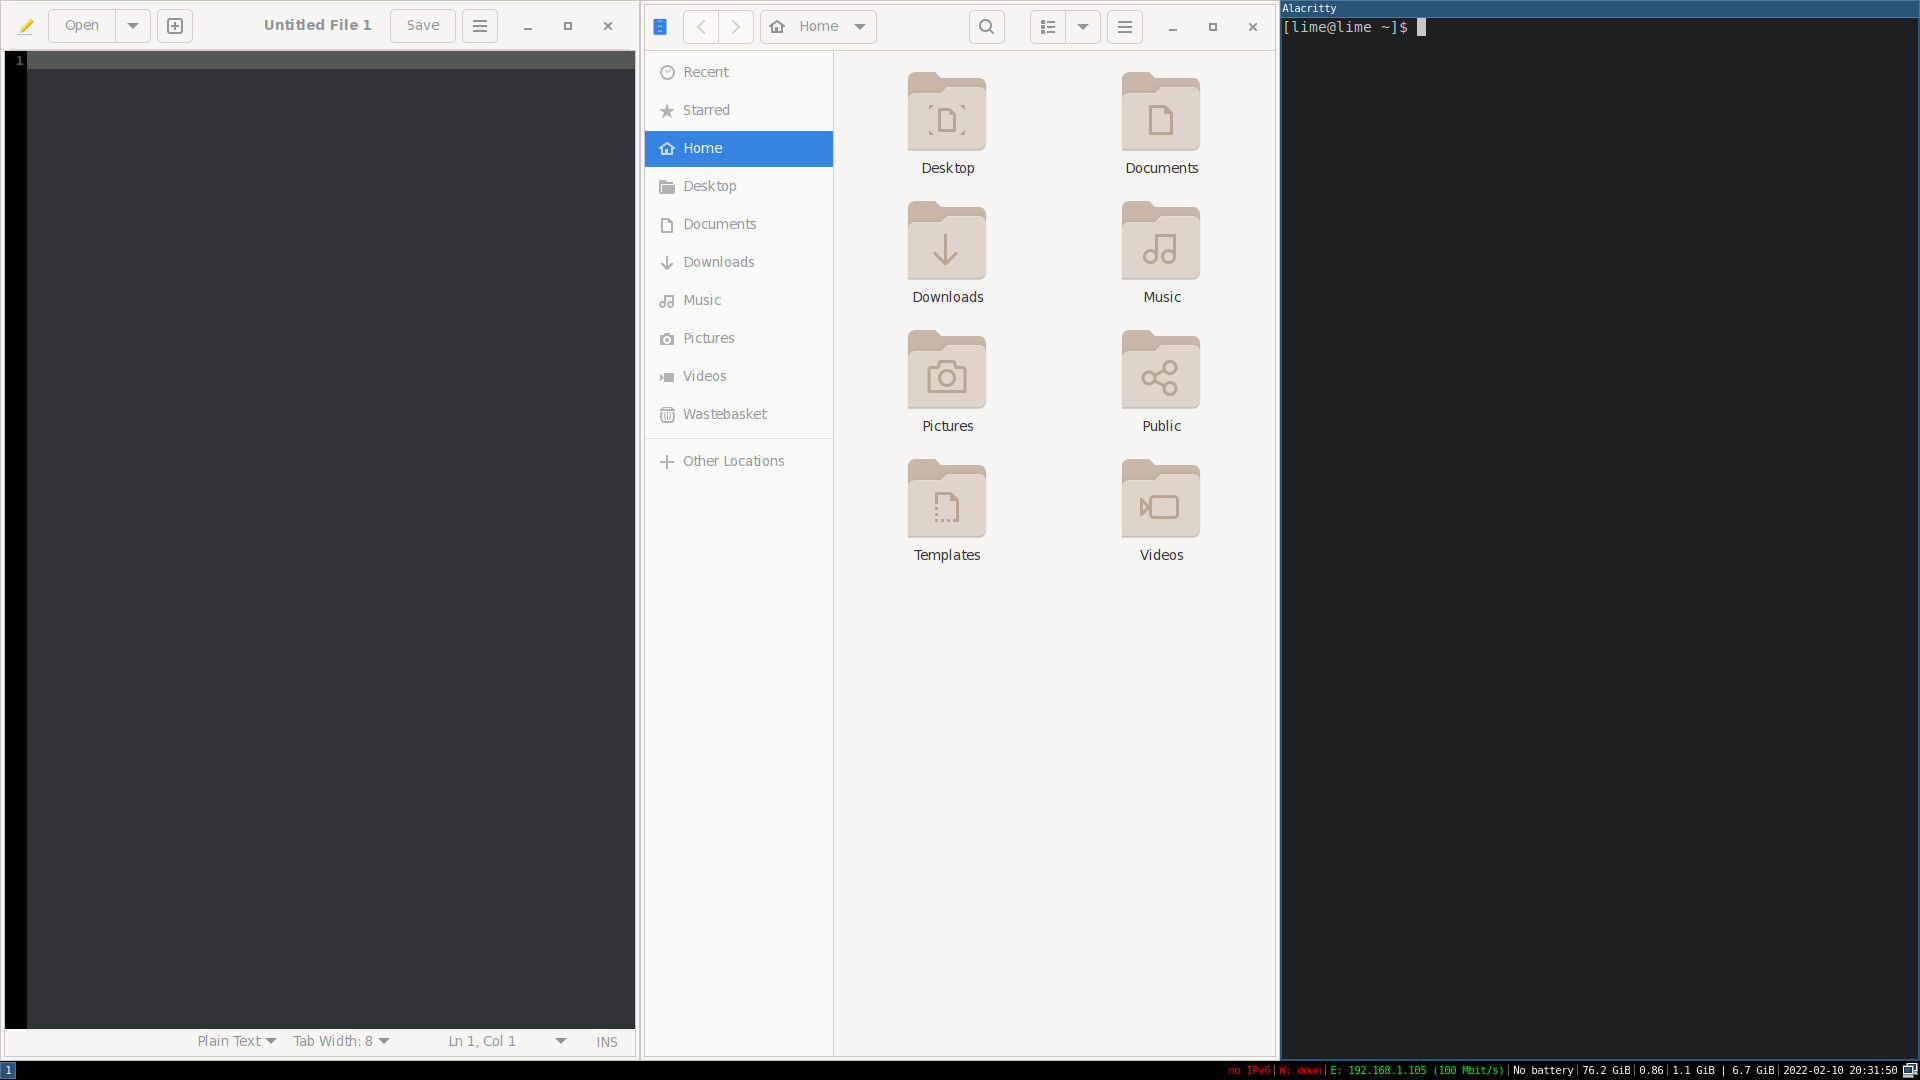 Open
Untitled File 1
Save
1
Plain Text
Tab Width: 8
Ln 1, Col 1
INS
Home
Recent
Starred
Home
Desktop
Documents
Downloads
Music
Pictures
Videos
Wastebasket
Other Locations
Desktop
Documents
Downloads
Music
Pictures
Public
Templates
Videos
Alacritty
[lime@lime ~]$
1
no IPv6|W: down|E: 192.168.1.105 (100 Mbit/s)|No battery|76.2 GiB|0.86|1.1 GiB | 6.7 GiB|2022-02-10 20:31:50